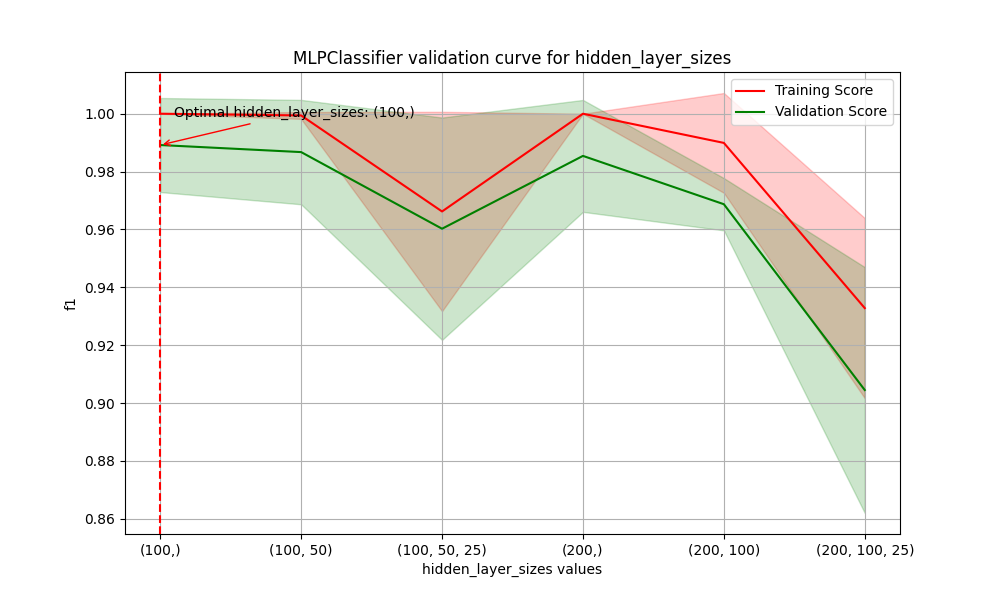 MLPClassifier validation curve for hidden_layer_sizes
Training Score
Validation Score
Optimal hidden_layer_sizes: (100,)
1.00
0.98
0.96
0.94
0.92
0.90
0.88
0.86
f1
(100,)
(100, 50)
(100, 50, 25)
(200,)
(200, 100)
(200, 100, 25)
hidden_layer_sizes values